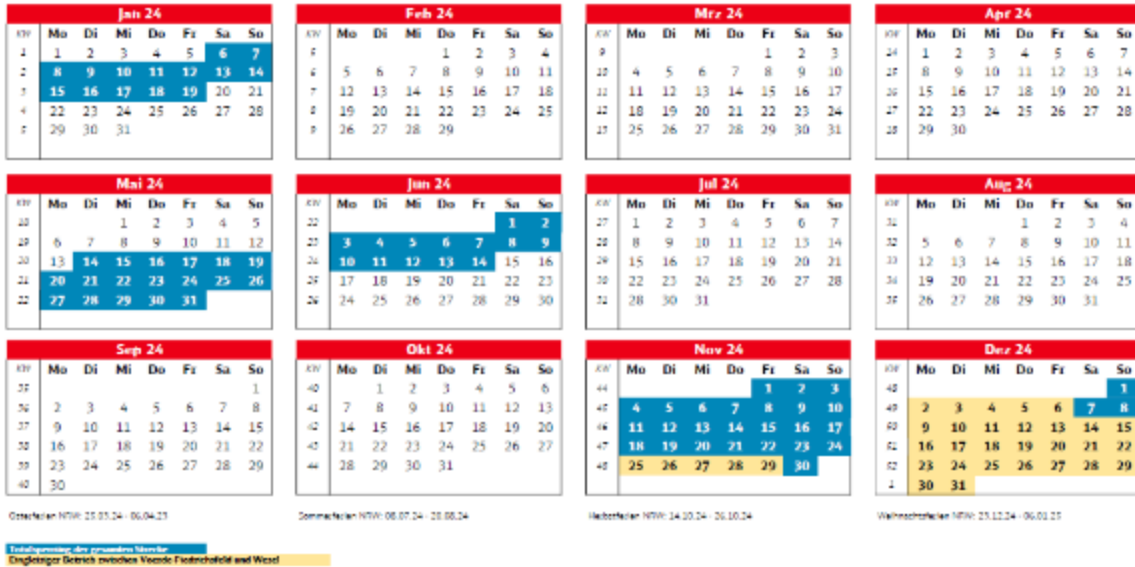 Jan 24
KW Mo Di Mi Do Fr Sa So
1 1 2 3 4 5 6 7
2 8 9 10 11 12 13 14
3 15 16 17 18 19 20 21
4 22 23 24 25 26 27 28
5 29 30 31
Feb 24
KW Mo Di Mi Do Fr Sa So
5 1 2 3 4
6 5 6 7 8 9 10 11
7 12 13 14 15 16 17 18
8 19 20 21 22 23 24 25
9 26 27 28 29
Mrz 24
KW Mo Di Mi Do Fr Sa So
9 1 2 3
10 4 5 6 7 8 9 10
11 11 12 13 14 15 16 17
12 18 19 20 21 22 23 24
13 25 26 27 28 29 30 31
Apr 24
KW Mo Di Mi Do Fr Sa So
14 1 2 3 4 5 6 7
15 8 9 10 11 12 13 14
16 15 16 17 18 19 20 21
17 22 23 24 25 26 27 28
18 29 30
Mai 24
KW Mo Di Mi Do Fr Sa So
18 1 2 3 4 5
19 6 7 8 9 10 11 12
20 13 14 15 16 17 18 19
21 20 21 22 23 24 25 26
22 27 28 29 30 31
Jun 24
KW Mo Di Mi Do Fr Sa So
22 1 2
23 3 4 5 6 7 8 9
24 10 11 12 13 14 15 16
25 17 18 19 20 21 22 23
26 24 25 26 27 28 29 30
Jul 24
KW Mo Di Mi Do Fr Sa So
27 1 2 3 4 5 6 7
28 8 9 10 11 12 13 14
29 15 16 17 18 19 20 21
30 22 23 24 25 26 27 28
31 29 30 31
Aug 24
KW Mo Di Mi Do Fr Sa So
31 1 2 3 4
32 5 6 7 8 9 10 11
33 12 13 14 15 16 17 18
34 19 20 21 22 23 24 25
35 26 27 28 29 30 31
Sep 24
KW Mo Di Mi Do Fr Sa So
35 1
36 2 3 4 5 6 7 8
37 9 10 11 12 13 14 15
38 16 17 18 19 20 21 22
39 23 24 25 26 27 28 29
40 30
Okt 24
KW Mo Di Mi Do Fr Sa So
40 1 2 3 4 5 6
41 7 8 9 10 11 12 13
42 14 15 16 17 18 19 20
43 21 22 23 24 25 26 27
44 28 29 30 31
Nov 24
KW Mo Di Mi Do Fr Sa So
44 1 2 3
45 4 5 6 7 8 9 10
46 11 12 13 14 15 16 17
47 18 19 20 21 22 23 24
48 25 26 27 28 29 30
Dez 24
KW Mo Di Mi Do Fr Sa So
48 1
49 2 3 4 5 6 7 8
50 9 10 11 12 13 14 15
51 16 17 18 19 20 21 22
52 23 24 25 26 27 28 29
1 30 31
Osterferien NRW: 25.03.24 - 06.04.23
Sommerferien NRW: 08.07.24 - 20.08.24
Herbstferien NRW: 14.10.24 - 26.10.24
Weihnachtsferien NRW: 23.12.24 - 06.01.25
Totalsperrung der gesamten Strecke
Eingleisiger Betrieb zwischen Voerde Friedrichsfeld und Wesel